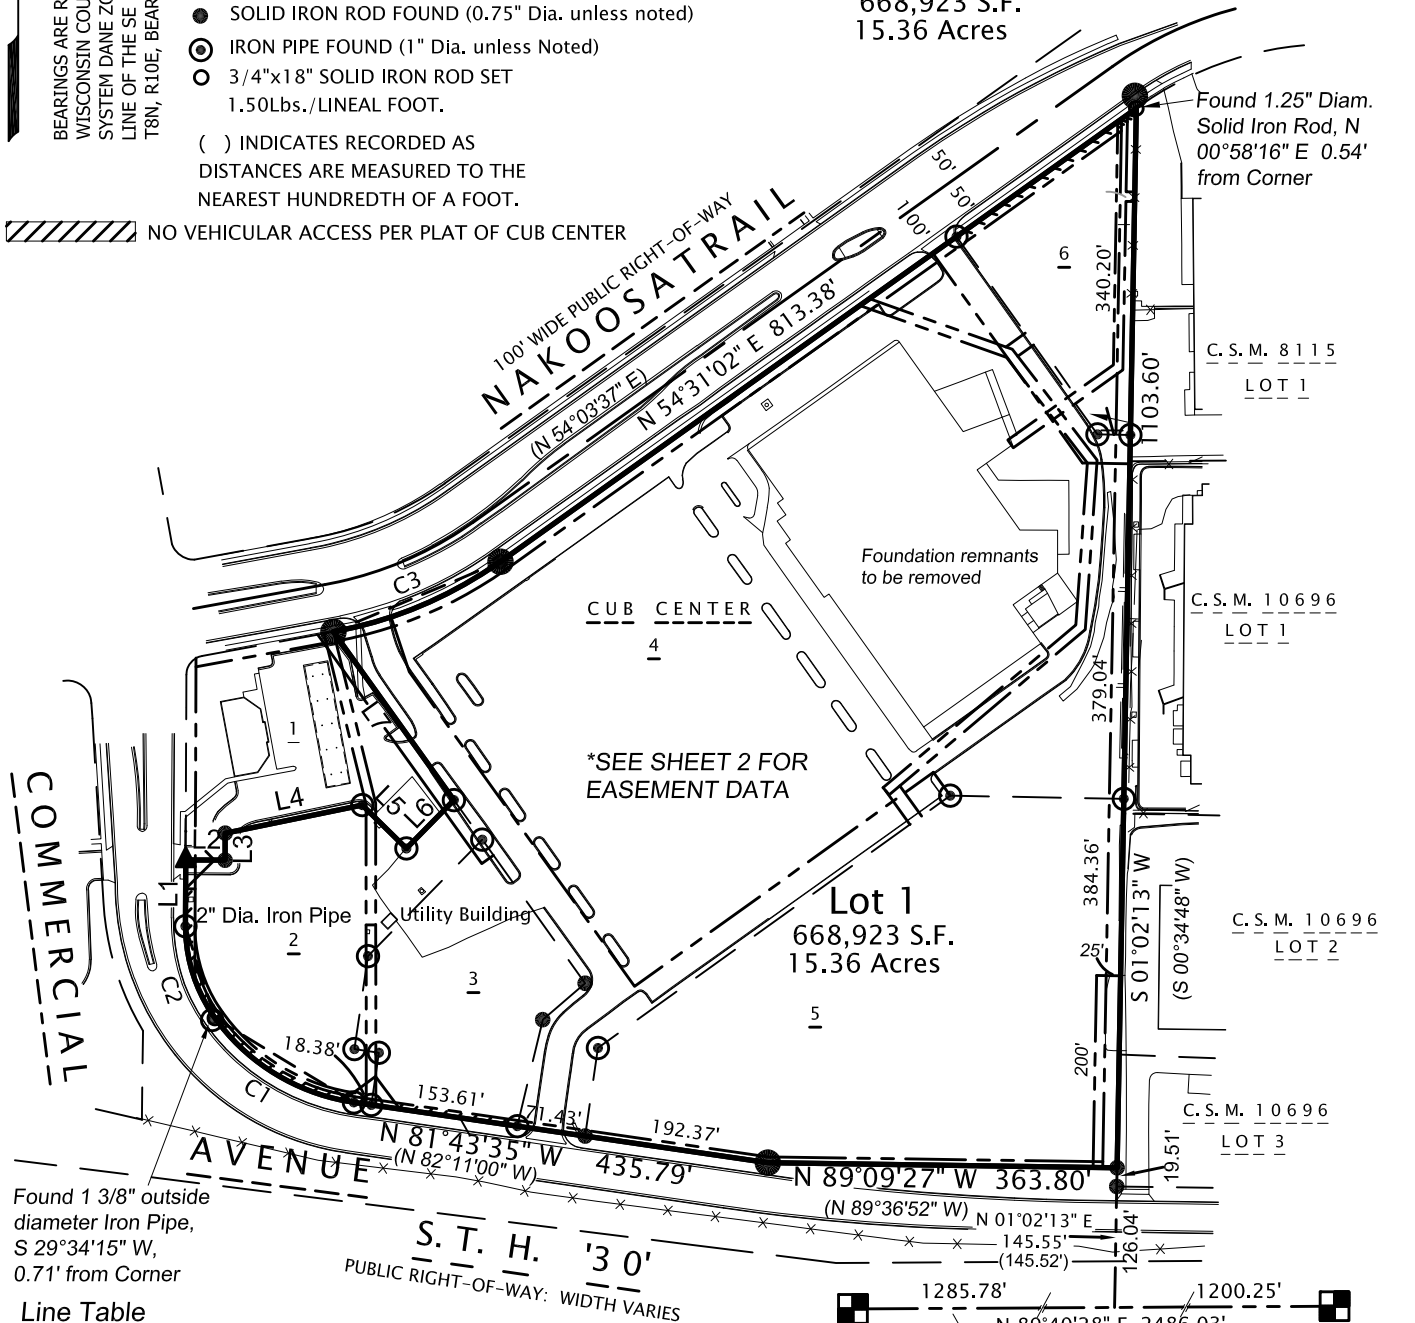 BEARINGS ARE R
WISCONSIN COU
SYSTEM DANE ZO
LINE OF THE SE
T8N, R10E, BEAR
SOLID IRON ROD FOUND (0.75" Dia. unless noted)
IRON PIPE FOUND (1" Dia. unless Noted)
3/4"x18" SOLID IRON ROD SET
1.50Lbs./LINEAL FOOT.
( ) INDICATES RECORDED AS
DISTANCES ARE MEASURED TO THE
NEAREST HUNDREDTH OF A FOOT.
NO VEHICULAR ACCESS PER PLAT OF CUB CENTER
668,923 S.F.
15.36 Acres
Found 1.25" Diam.
Solid Iron Rod, N
00°58'16" E 0.54'
from Corner
50'
50'
100'
100' WIDE PUBLIC RIGHT-OF-WAY
NAKOOSA TRAIL
N 54°31'02" E 813.38'
(N 54°03'37" E)
6
340.20'
1103.60'
C.S.M. 8115
LOT 1
C3
CUB CENTER
4
Foundation remnants
to be removed
C.S.M. 10696
LOT 1
379.04'
1
L7
*SEE SHEET 2 FOR
EASEMENT DATA
L4
L5
L6
L2
L3
L1
COMMERCIAL
2" Dia. Iron Pipe
2
Utility Building
3
Lot 1
668,923 S.F.
15.36 Acres
5
384.36'
S 01°02'13" W
(S 00°34'48" W)
C.S.M. 10696
LOT 2
25'
200'
C2
C1
18.38'
153.61'
71.43'
192.37'
N 81°43'35" W 435.79'
(N 82°11'00" W)
N 89°09'27" W 363.80'
(N 89°36'52" W)
C.S.M. 10696
LOT 3
19.51'
AVENUE
Found 1 3/8" outside
diameter Iron Pipe,
S 29°34'15" W,
0.71' from Corner
S. T. H. '30'
PUBLIC RIGHT-OF-WAY: WIDTH VARIES
N 01°02'13" E
145.55'
(145.52')
126.04'
1285.78'
1200.25'
N 89°40'28" E 2486.03'
Line Table